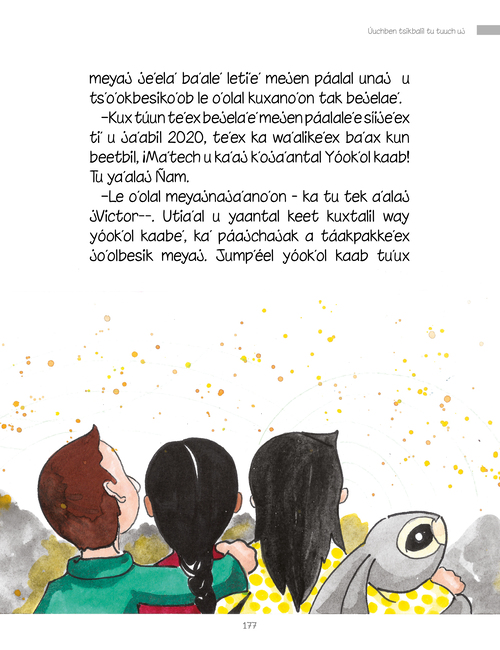 Úuchben tsikbalil tu tuuch uj
meyaj je'ela' ba'ale' leti'e' mejen páalal unaj u
ts'o'okbesiko'ob le o'olal kuxano'on tak bejelae'.
–Kux túun te'ex bejela'e' mejen páalale'e siije'ex
ti' u ja'abil 2020, te'ex ka wa'alike'ex ba'ax kun
beetbil, ¡Ma'tech u ka'aj k'oja'antal Yóok'ol kaab!
Tu ya'alaj Ñam.
–Le o'olal meyajnaja'ano'on - ka tu tek a'alaj
jVictor--. Utia'al u yaantal keet kuxtalil way
yóok'ol kaabe', ka' páajchajak a táakpakke'ex
jo'olbesik meyaj. Jump'éel yóok'ol kaab tu'ux
177